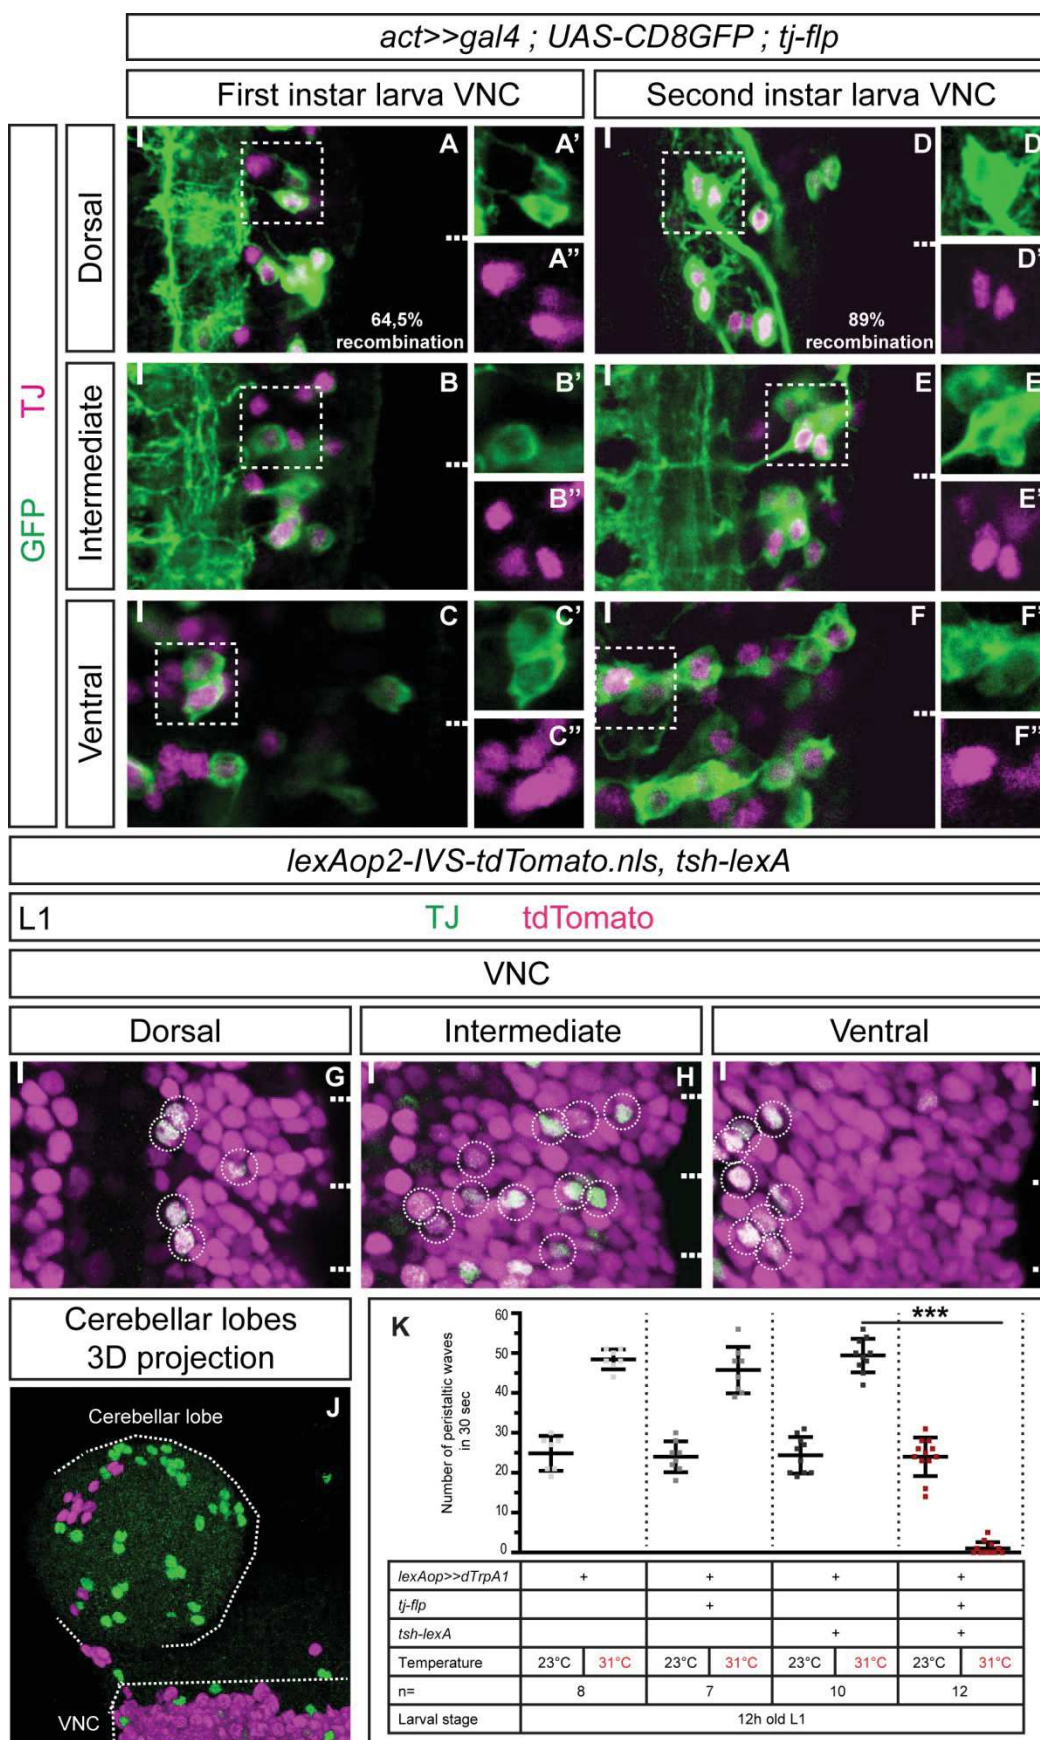 act>>gal4 ; UAS-CD8GFP ; tj-flp
First instar larva VNC
Second instar larva VNC
GFP TJ
Dorsal
A
A’
A”
64,5%
recombination
D
D
D’
89%
recombination
Intermediate
B
B’
B”
E
E
E’
Ventral
C
C’
C”
F
F’
F”
lexAop2-IVS-tdTomato.nls, tsh-lexA
L1 TJ tdTomato
VNC
Dorsal
Intermediate
Ventral
G
H
I
Cerebellar lobes
3D projection
J
Cerebellar lobe
VNC
K
Number of peristaltic waves
in 30 sec
60
50
40
30
20
10
0
***
lexAop>>dTrpA1 + + + +
tj-flp + +
tsh-lexA + +
Temperature 23°C 31°C 23°C 31°C 23°C 31°C 23°C 31°C
n= 8 7 10 12
Larval stage 12h old L1